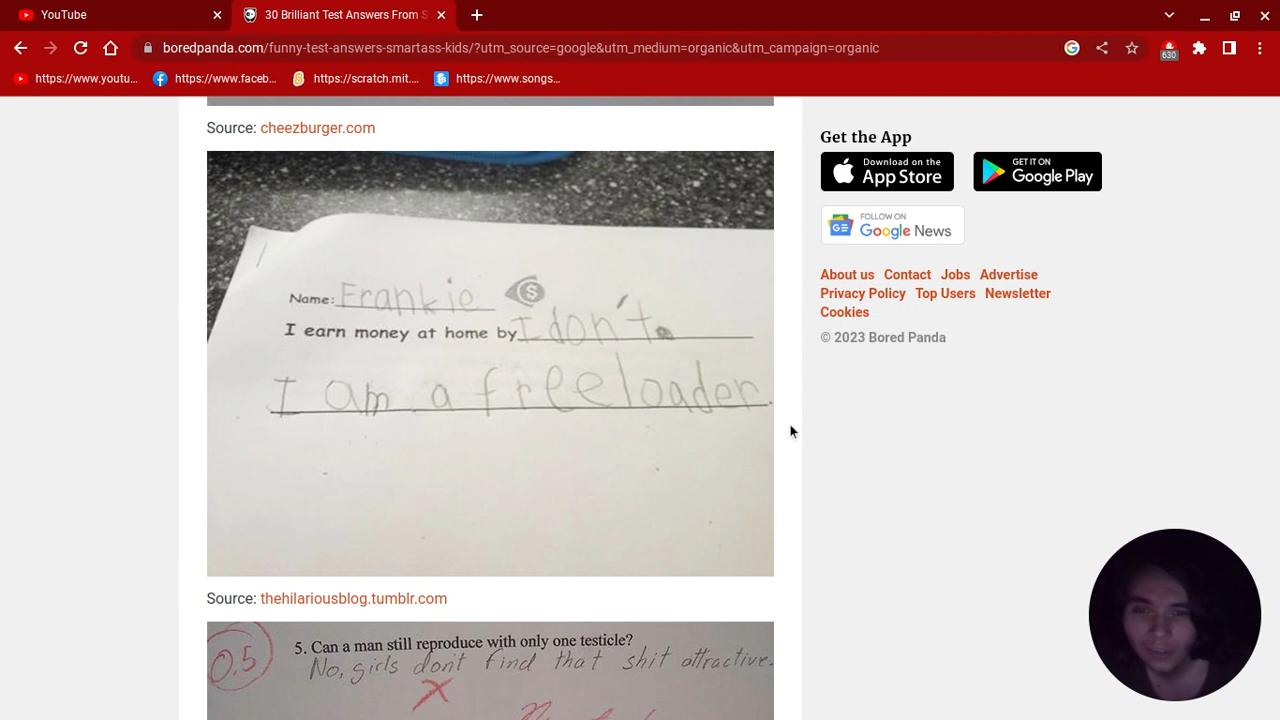 YouTube
30 Brilliant Test Answers From S
boredpanda.com/funny-test-answers-smartass-kids/?utm_source=google&utm_medium=organic&utm_campaign=organic
630
https://www.youtu...
https://www.faceb...
https://scratch.mit....
https://www.songs...
Source: cheezburger.com
Name: Frankie
I earn money at home by I don't
I am a freeloader.
Source: thehilariousblog.tumblr.com
0.5
5. Can a man still reproduce with only one testicle?
No, girls don't find that shit attractive.
Get the App
Download on the
App Store
GET IT ON
Google Play
FOLLOW ON
Google News
About us Contact Jobs Advertise
Privacy Policy Top Users Newsletter
Cookies
© 2023 Bored Panda